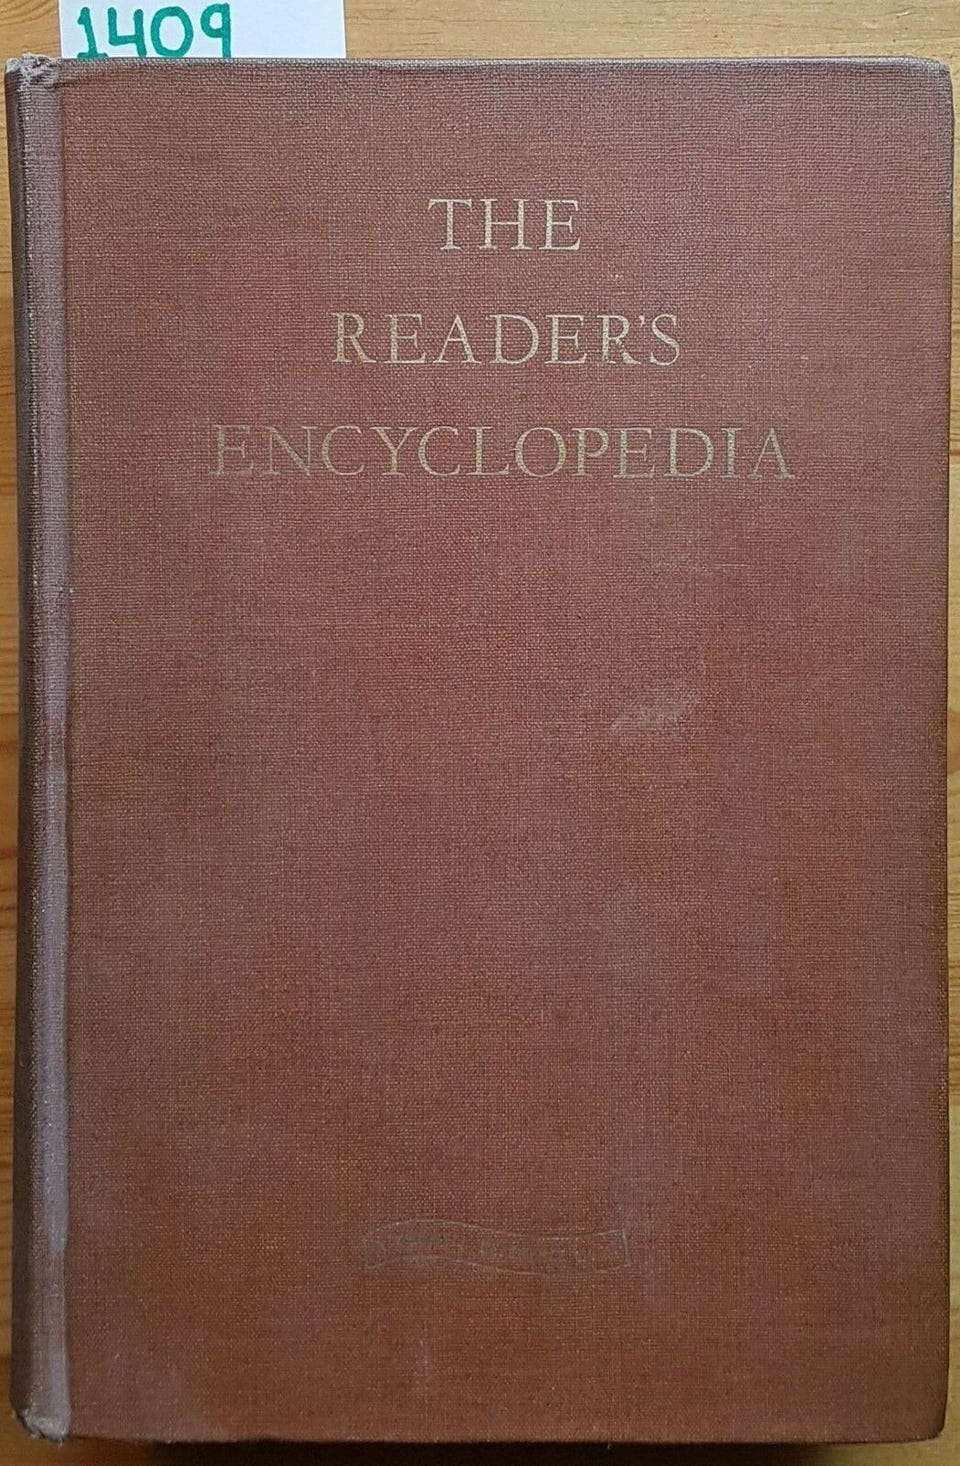 1409
THE
READER'S
ENCYCLOPEDIA